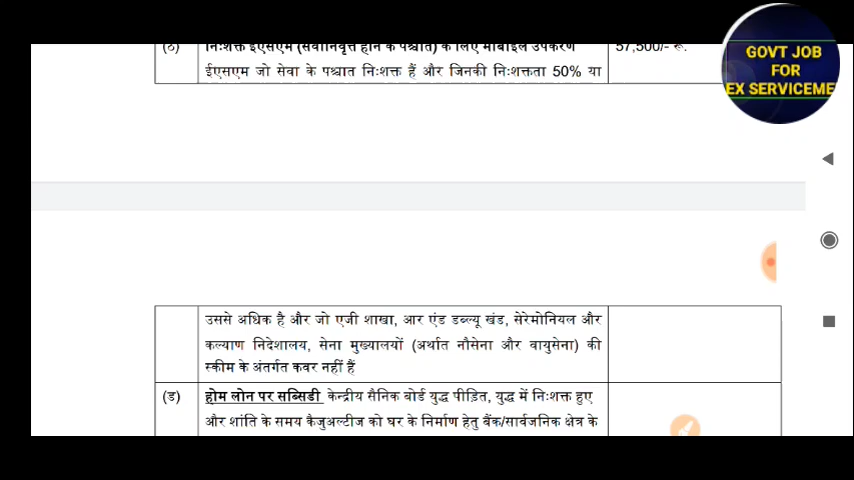 (ठ) निःशक्त ईएसएम (सेवानिवृत्त होने के पश्चात) के लिए मोबाईल उपकरण 57,500/- रू.
ईएसएम जो सेवा के पश्चात निःशक्त हैं और जिनकी निःशक्तता 50% या
GOVT JOB
FOR
EX SERVICEME
उससे अधिक है और जो एजी शाखा, आर एंड डब्ल्यू खंड, सेरेमोनियल और
कल्याण निदेशालय, सेना मुख्यालयों (अर्थात नौसेना और वायुसेना) की
स्कीम के अंतर्गत कवर नहीं हैं
(ड) होम लोन पर सब्सिडी केन्द्रीय सैनिक बोर्ड युद्ध पीड़ित, युद्ध में निःशक्त हुए
और शांति के समय कैजुअल्टीज को घर के निर्माण हेतु बैंक/सार्वजनिक क्षेत्र के